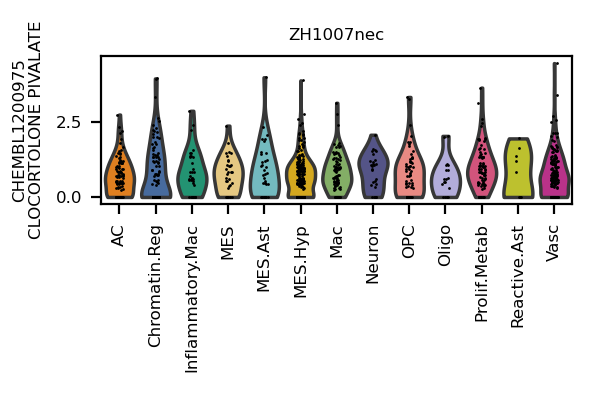 ZH1007nec
CHEMBL1200975
CLOCORTOLONE PIVALATE
2.5
0.0
AC
Chromatin.Reg
Inflammatory.Mac
MES
MES.Ast
MES.Hyp
Mac
Neuron
OPC
Oligo
Prolif.Metab
Reactive.Ast
Vasc